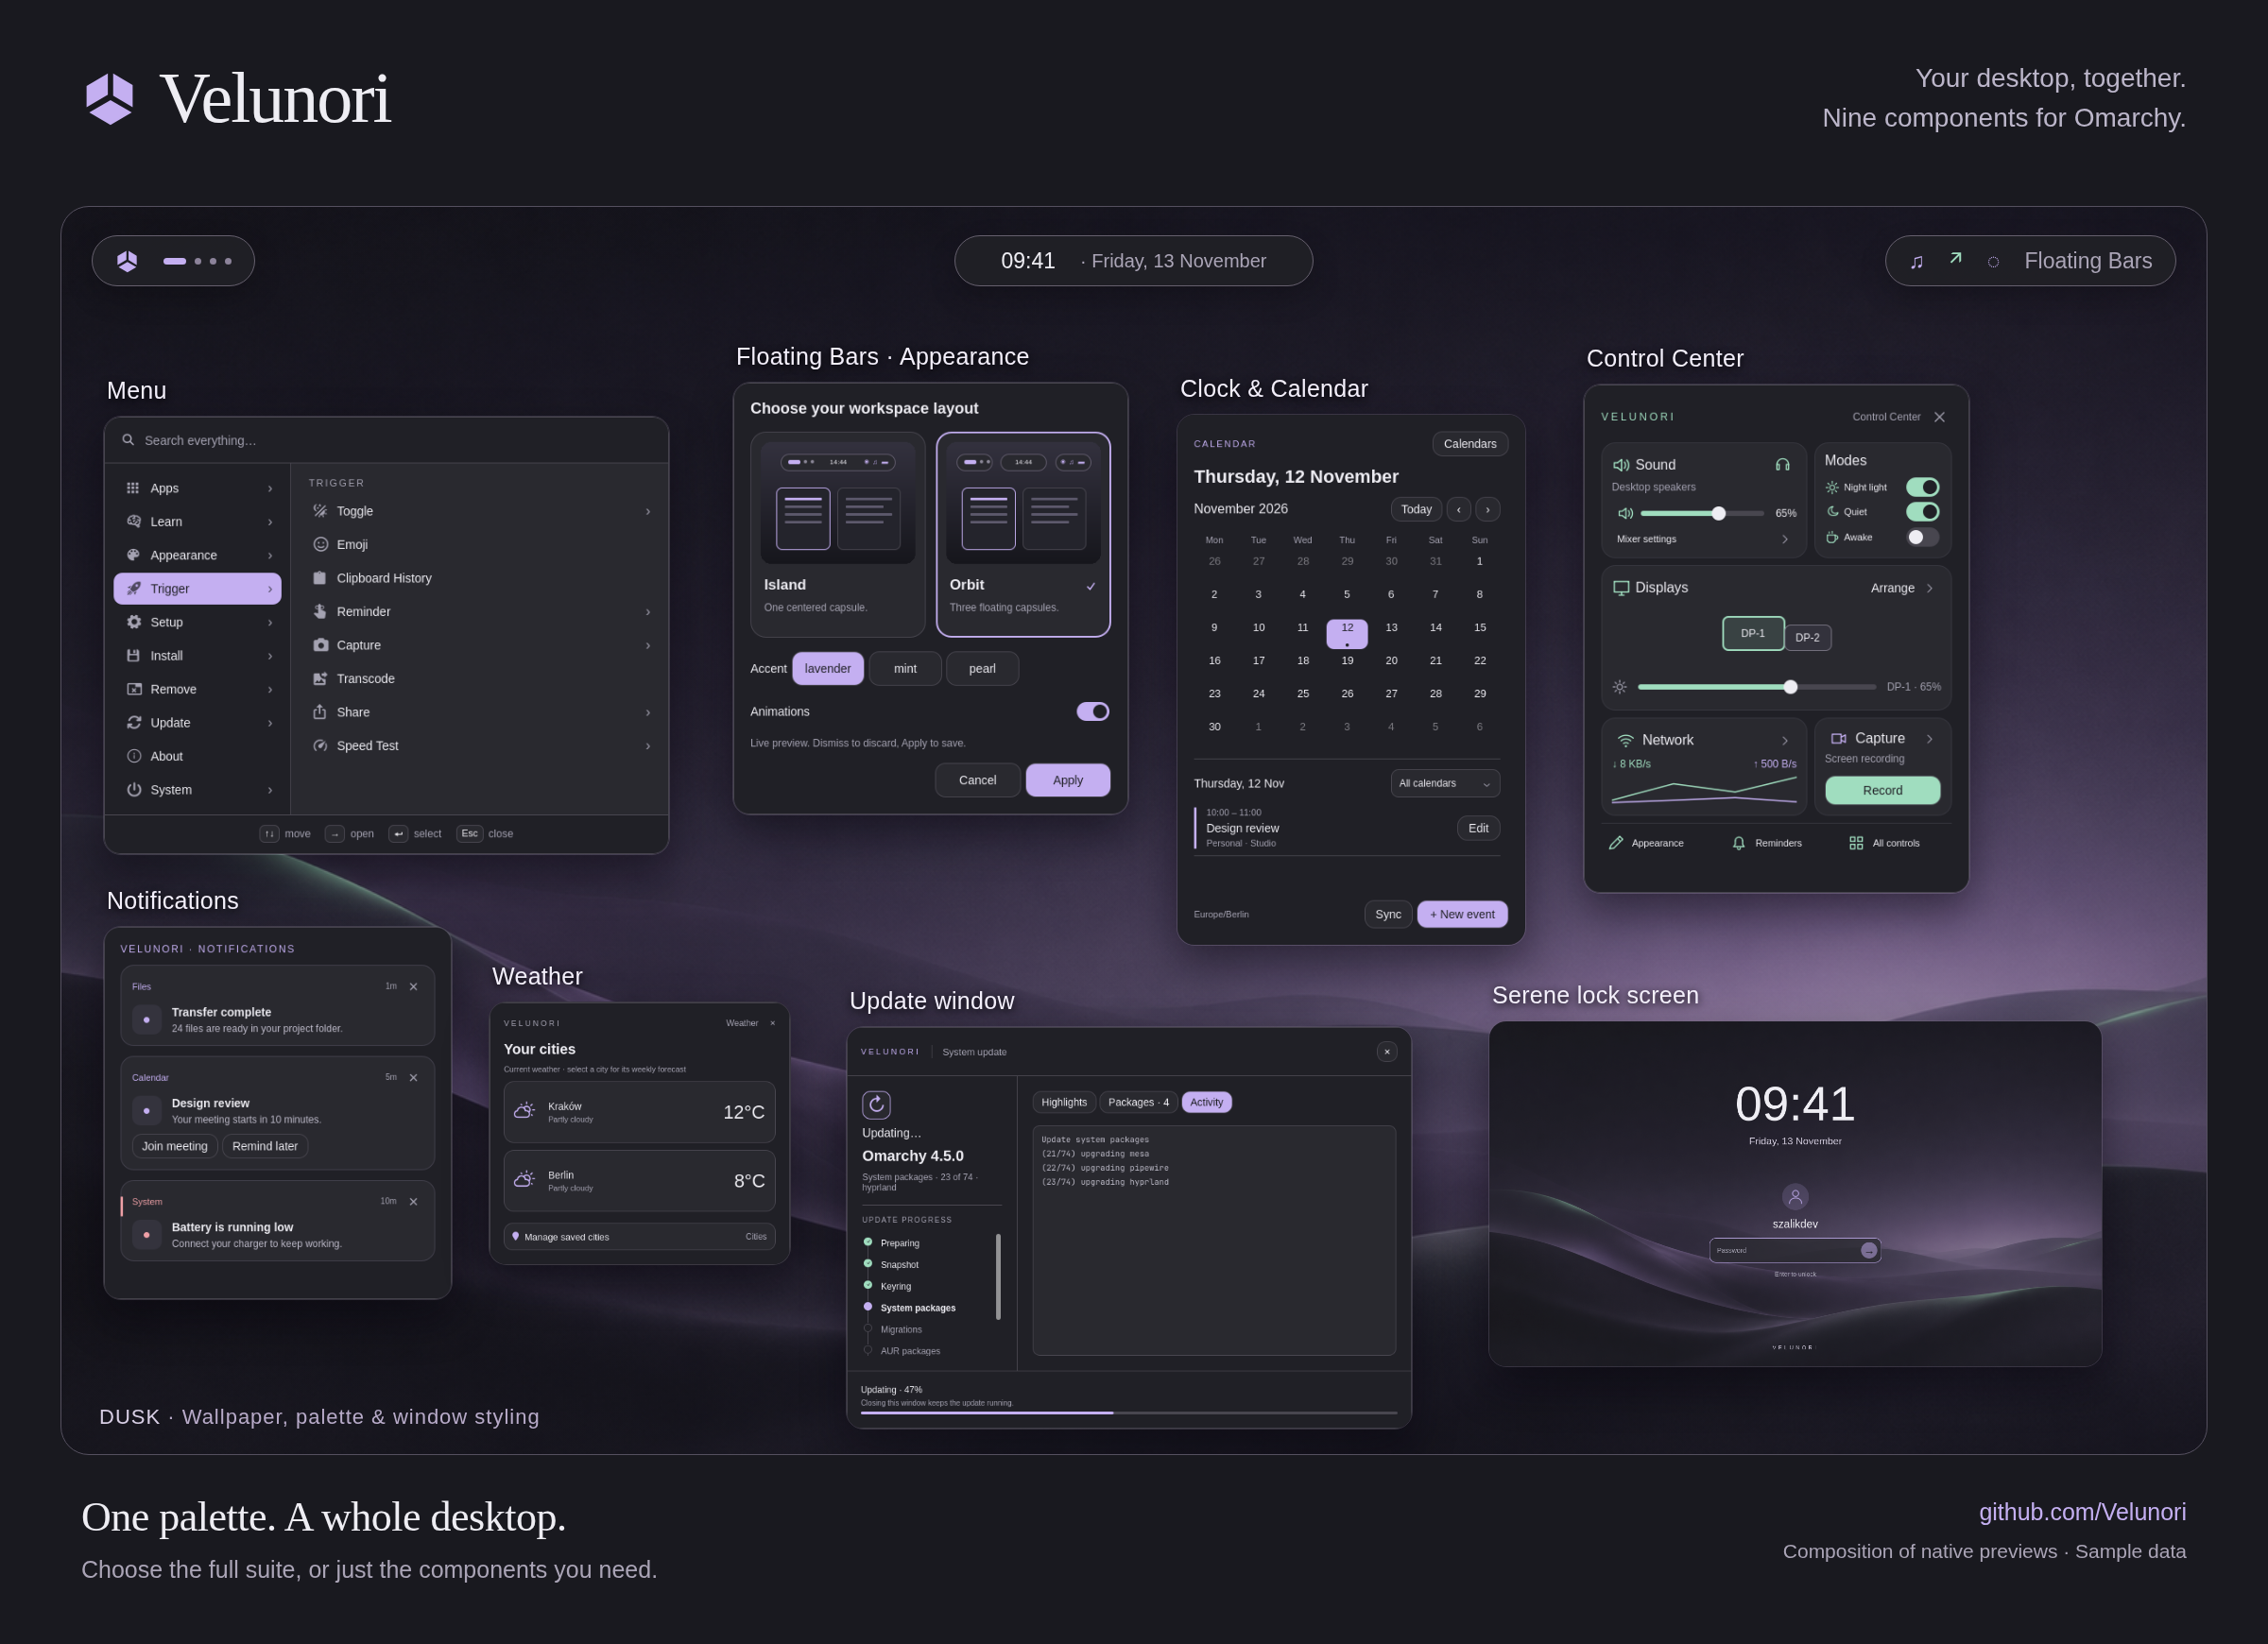 Velunori
Your desktop, together.
Nine components for Omarchy.
09:41 · Friday, 13 November
Floating Bars
Menu
Search everything…
Apps
Learn
Appearance
Trigger
Setup
Install
Remove
Update
About
System
TRIGGER
Toggle
Emoji
Clipboard History
Reminder
Capture
Transcode
Share
Speed Test
↑↓ move → open ↩ select Esc close
Floating Bars · Appearance
Choose your workspace layout
14:44
14:44
Island
One centered capsule.
Orbit
Three floating capsules.
Accent lavender mint pearl
Animations
Live preview. Dismiss to discard, Apply to save.
Cancel Apply
Clock & Calendar
CALENDAR Calendars
Thursday, 12 November
November 2026 Today ‹ ›
Mon Tue Wed Thu Fri Sat Sun
26 27 28 29 30 31 1
2 3 4 5 6 7 8
9 10 11 12 13 14 15
16 17 18 19 20 21 22
23 24 25 26 27 28 29
30 1 2 3 4 5 6
Thursday, 12 Nov All calendars
10:00 – 11:00
Design review Edit
Personal · Studio
Europe/Berlin Sync + New event
Control Center
VELUNORI Control Center
Sound
Desktop speakers
65%
Mixer settings
Modes
Night light
Quiet
Awake
Displays Arrange
DP-1 DP-2
DP-1 · 65%
Network
↓ 8 KB/s ↑ 500 B/s
Capture
Screen recording
Record
Appearance Reminders All controls
Notifications
VELUNORI · NOTIFICATIONS
Files 1m
Transfer complete
24 files are ready in your project folder.
Calendar 5m
Design review
Your meeting starts in 10 minutes.
Join meeting Remind later
System 10m
Battery is running low
Connect your charger to keep working.
Weather
VELUNORI Weather ×
Your cities
Current weather · select a city for its weekly forecast
Kraków 12°C
Partly cloudy
Berlin 8°C
Partly cloudy
Manage saved cities Cities
Update window
VELUNORI System update ×
Updating…
Omarchy 4.5.0
System packages · 23 of 74 ·
hyprland
UPDATE PROGRESS
Preparing
Snapshot
Keyring
System packages
Migrations
AUR packages
Highlights Packages · 4 Activity
Update system packages
(21/74) upgrading mesa
(22/74) upgrading pipewire
(23/74) upgrading hyprland
Updating · 47%
Closing this window keeps the update running.
Serene lock screen
09:41
Friday, 13 November
szalikdev
Password →
Enter to unlock
DUSK · Wallpaper, palette & window styling
One palette. A whole desktop.
Choose the full suite, or just the components you need.
github.com/Velunori
Composition of native previews · Sample data